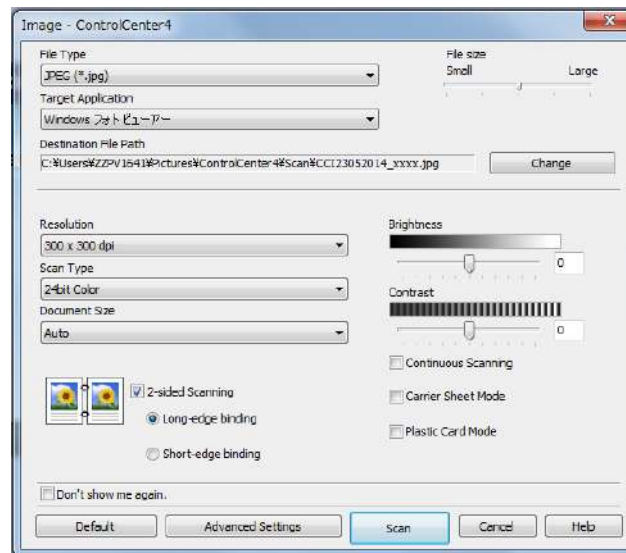 Image - ControlCenter4
File Type
JPEG (*.jpg)
File size
Small Large
Target Application
Windows フォト ビューアー
Destination File Path
C:¥Users¥ZZPV1641¥Pictures¥ControlCenter4¥Scan¥CCI23052014_xxxx.jpg
Change
Resolution
300 x 300 dpi
Scan Type
24bit Color
Document Size
Auto
Brightness
0
Contrast
0
2-sided Scanning
Long-edge binding
Short-edge binding
Continuous Scanning
Carrier Sheet Mode
Plastic Card Mode
Don't show me again.
Default Advanced Settings Scan Cancel Help